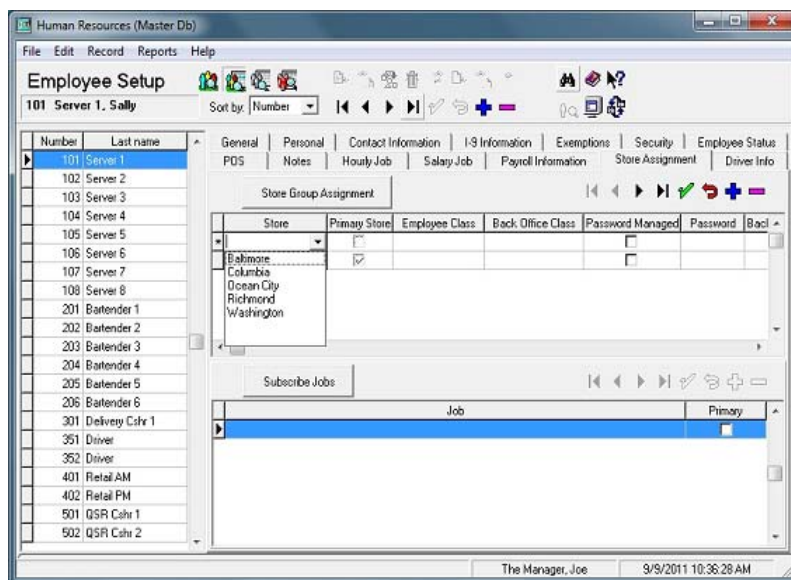 Human Resources (Master Db)
File Edit Record Reports Help
Employee Setup
101 Server 1, Sally
Sort by: Number
Number Last name
101 Server 1
102 Server 2
103 Server 3
104 Server 4
105 Server 5
106 Server 6
107 Server 7
108 Server 8
201 Bartender 1
202 Bartender 2
203 Bartender 3
204 Bartender 4
205 Bartender 5
206 Bartender 6
301 Delivery Cshr 1
351 Driver
352 Driver
401 Retail AM
402 Retail PM
501 QSR Cshr 1
502 QSR Cshr 2
General Personal Contact Information I-9 Information Exemptions Security Employee Status
POS Notes Hourly Job Salary Job Payroll Information Store Assignment Driver Info
Store Group Assignment
Store Primary Store Employee Class Back Office Class Password Managed Password Bacl
Baltimore
Columbia
Ocean City
Richmond
Washington
Subscribe Jobs
Job Primary
The Manager, Joe 9/9/2011 10:36:28 AM